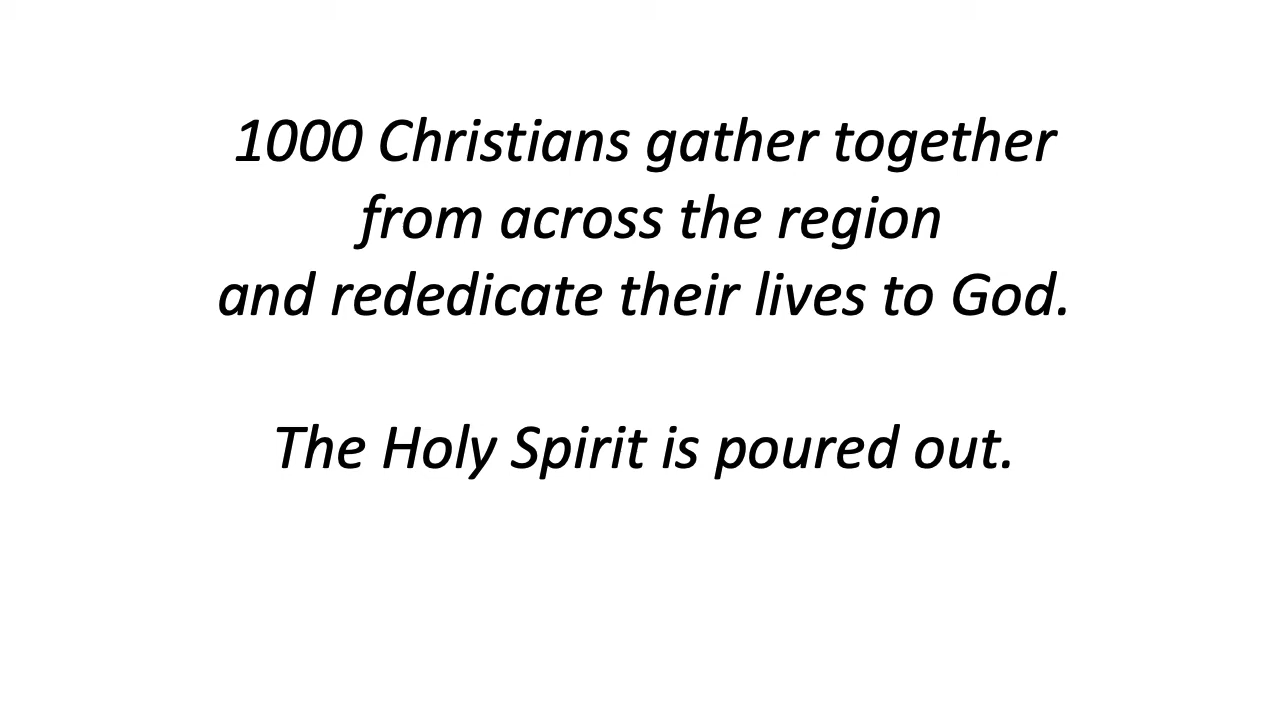 1000 Christians gather together
from across the region
and rededicate their lives to God.
The Holy Spirit is poured out.